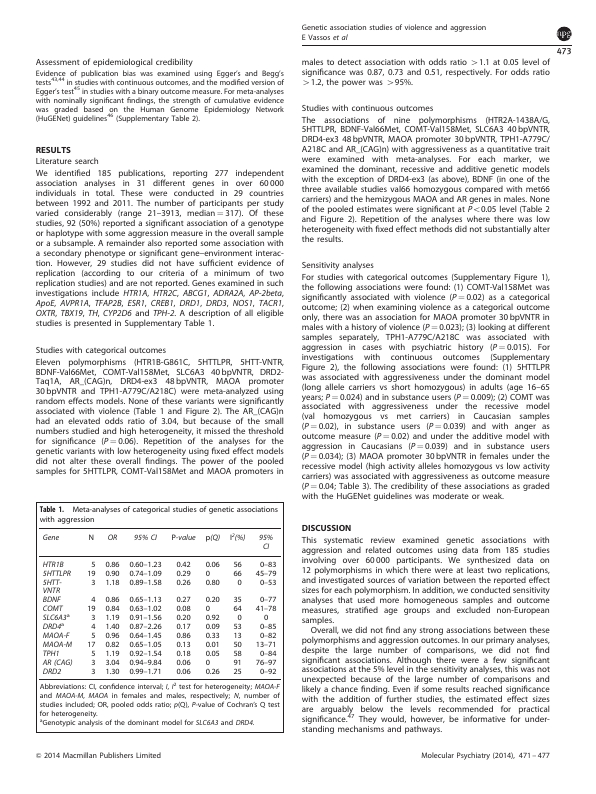 Genetic association studies of violence and aggression
E Vassos et al
npg
473
Assessment of epidemiological credibility
Evidence of publication bias was examined using Egger's and Begg's
tests43,44 in studies with continuous outcomes, and the modified version of
Egger's test45 in studies with a binary outcome measure. For meta-analyses
with nominally significant findings, the strength of cumulative evidence
was graded based on the Human Genome Epidemiology Network
(HuGENet) guidelines46 (Supplementary Table 2).
RESULTS
Literature search
We identified 185 publications, reporting 277 independent
association analyses in 31 different genes in over 60 000
individuals in total. These were conducted in 29 countries
between 1992 and 2011. The number of participants per study
varied considerably (range 21–3913, median = 317). Of these
studies, 92 (50%) reported a significant association of a genotype
or haplotype with some aggression measure in the overall sample
or a subsample. A remainder also reported some association with
a secondary phenotype or significant gene–environment interac-
tion. However, 29 studies did not have sufficient evidence of
replication (according to our criteria of a minimum of two
replication studies) and are not reported. Genes examined in such
investigations include HTR1A, HTR2C, ABCG1, ADRA2A, AP-2beta,
ApoE, AVPR1A, TFAP2B, ESR1, CREB1, DRD1, DRD3, NOS1, TACR1,
OXTR, TBX19, TH, CYP2D6 and TPH-2. A description of all eligible
studies is presented in Supplementary Table 1.
Studies with categorical outcomes
Eleven polymorphisms (HTR1B-G861C, 5HTTLPR, 5HTT-VNTR,
BDNF-Val66Met, COMT-Val158Met, SLC6A3 40 bpVNTR, DRD2-
Taq1A, AR_(CAG)n, DRD4-ex3 48 bpVNTR, MAOA promoter
30 bpVNTR and TPH1-A779C/A218C) were meta-analyzed using
random effects models. None of these variants were significantly
associated with violence (Table 1 and Figure 2). The AR_(CAG)n
had an elevated odds ratio of 3.04, but because of the small
numbers studied and high heterogeneity, it missed the threshold
for significance (P = 0.06). Repetition of the analyses for the
genetic variants with low heterogeneity using fixed effect models
did not alter these overall findings. The power of the pooled
samples for 5HTTLPR, COMT-Val158Met and MAOA promoters in
Table 1. Meta-analyses of categorical studies of genetic associations
with aggression
Gene N OR 95% CI P-value p(Q) I2(%) 95%
CI
HTR1B 5 0.86 0.60–1.23 0.42 0.06 56 0–83
5HTTLPR 19 0.90 0.74–1.09 0.29 0 66 45–79
5HTT- 3 1.18 0.89–1.58 0.26 0.80 0 0–53
VNTR
BDNF 4 0.86 0.65–1.13 0.27 0.20 35 0–77
COMT 19 0.84 0.63–1.02 0.08 0 64 41–78
SLC6A3a 3 1.19 0.91–1.56 0.20 0.92 0 0
DRD4a 4 1.40 0.87–2.26 0.17 0.09 53 0–85
MAOA-F 5 0.96 0.64–1.45 0.86 0.33 13 0–82
MAOA-M 17 0.82 0.65–1.05 0.13 0.01 50 13–71
TPH1 5 1.19 0.92–1.54 0.18 0.05 58 0–84
AR (CAG) 3 3.04 0.94–9.84 0.06 0 91 76–97
DRD2 3 1.30 0.99–1.71 0.06 0.26 25 0–92
Abbreviations: CI, confidence interval; I, I2 test for heterogeneity; MAOA-F
and MAOA-M, MAOA in females and males, respectively; N, number of
studies included; OR, pooled odds ratio; p(Q), P-value of Cochran's Q test
for heterogeneity.
aGenotypic analysis of the dominant model for SLC6A3 and DRD4.
males to detect association with odds ratio >1.1 at 0.05 level of
significance was 0.87, 0.73 and 0.51, respectively. For odds ratio
>1.2, the power was >95%.
Studies with continuous outcomes
The associations of nine polymorphisms (HTR2A-1438A/G,
5HTTLPR, BDNF-Val66Met, COMT-Val158Met, SLC6A3 40 bpVNTR,
DRD4-ex3 48 bpVNTR, MAOA promoter 30 bpVNTR, TPH1-A779C/
A218C and AR_(CAG)n) with aggressiveness as a quantitative trait
were examined with meta-analyses. For each marker, we
examined the dominant, recessive and additive genetic models
with the exception of DRD4-ex3 (as above), BDNF (in one of the
three available studies val66 homozygous compared with met66
carriers) and the hemizygous MAOA and AR genes in males. None
of the pooled estimates were significant at P<0.05 level (Table 2
and Figure 2). Repetition of the analyses where there was low
heterogeneity with fixed effect methods did not substantially alter
the results.
Sensitivity analyses
For studies with categorical outcomes (Supplementary Figure 1),
the following associations were found: (1) COMT-Val158Met was
significantly associated with violence (P = 0.02) as a categorical
outcome; (2) when examining violence as a categorical outcome
only, there was an association for MAOA promoter 30 bpVNTR in
males with a history of violence (P = 0.023); (3) looking at different
samples separately, TPH1-A779C/A218C was associated with
aggression in cases with psychiatric history (P = 0.015). For
investigations with continuous outcomes (Supplementary
Figure 2), the following associations were found: (1) 5HTTLPR
was associated with aggressiveness under the dominant model
(long allele carriers vs short homozygous) in adults (age 16–65
years; P = 0.024) and in substance users (P = 0.009); (2) COMT was
associated with aggressiveness under the recessive model
(val homozygous vs met carriers) in Caucasian samples
(P = 0.02), in substance users (P = 0.039) and with anger as
outcome measure (P = 0.02) and under the additive model with
aggression in Caucasians (P = 0.039) and in substance users
(P = 0.034); (3) MAOA promoter 30 bpVNTR in females under the
recessive model (high activity alleles homozygous vs low activity
carriers) was associated with aggressiveness as outcome measure
(P = 0.04; Table 3). The credibility of these associations as graded
with the HuGENet guidelines was moderate or weak.
DISCUSSION
This systematic review examined genetic associations with
aggression and related outcomes using data from 185 studies
involving over 60 000 participants. We synthesized data on
12 polymorphisms in which there were at least two replications,
and investigated sources of variation between the reported effect
sizes for each polymorphism. In addition, we conducted sensitivity
analyses that used more homogeneous samples and outcome
measures, stratified age groups and excluded non-European
samples.
Overall, we did not find any strong associations between these
polymorphisms and aggression outcomes. In our primary analyses,
despite the large number of comparisons, we did not find
significant associations. Although there were a few significant
associations at the 5% level in the sensitivity analyses, this was not
unexpected because of the large number of comparisons and
likely a chance finding. Even if some results reached significance
with the addition of further studies, the estimated effect sizes
are arguably below the levels recommended for practical
significance.47 They would, however, be informative for under-
standing mechanisms and pathways.
© 2014 Macmillan Publishers Limited
Molecular Psychiatry (2014), 471 – 477